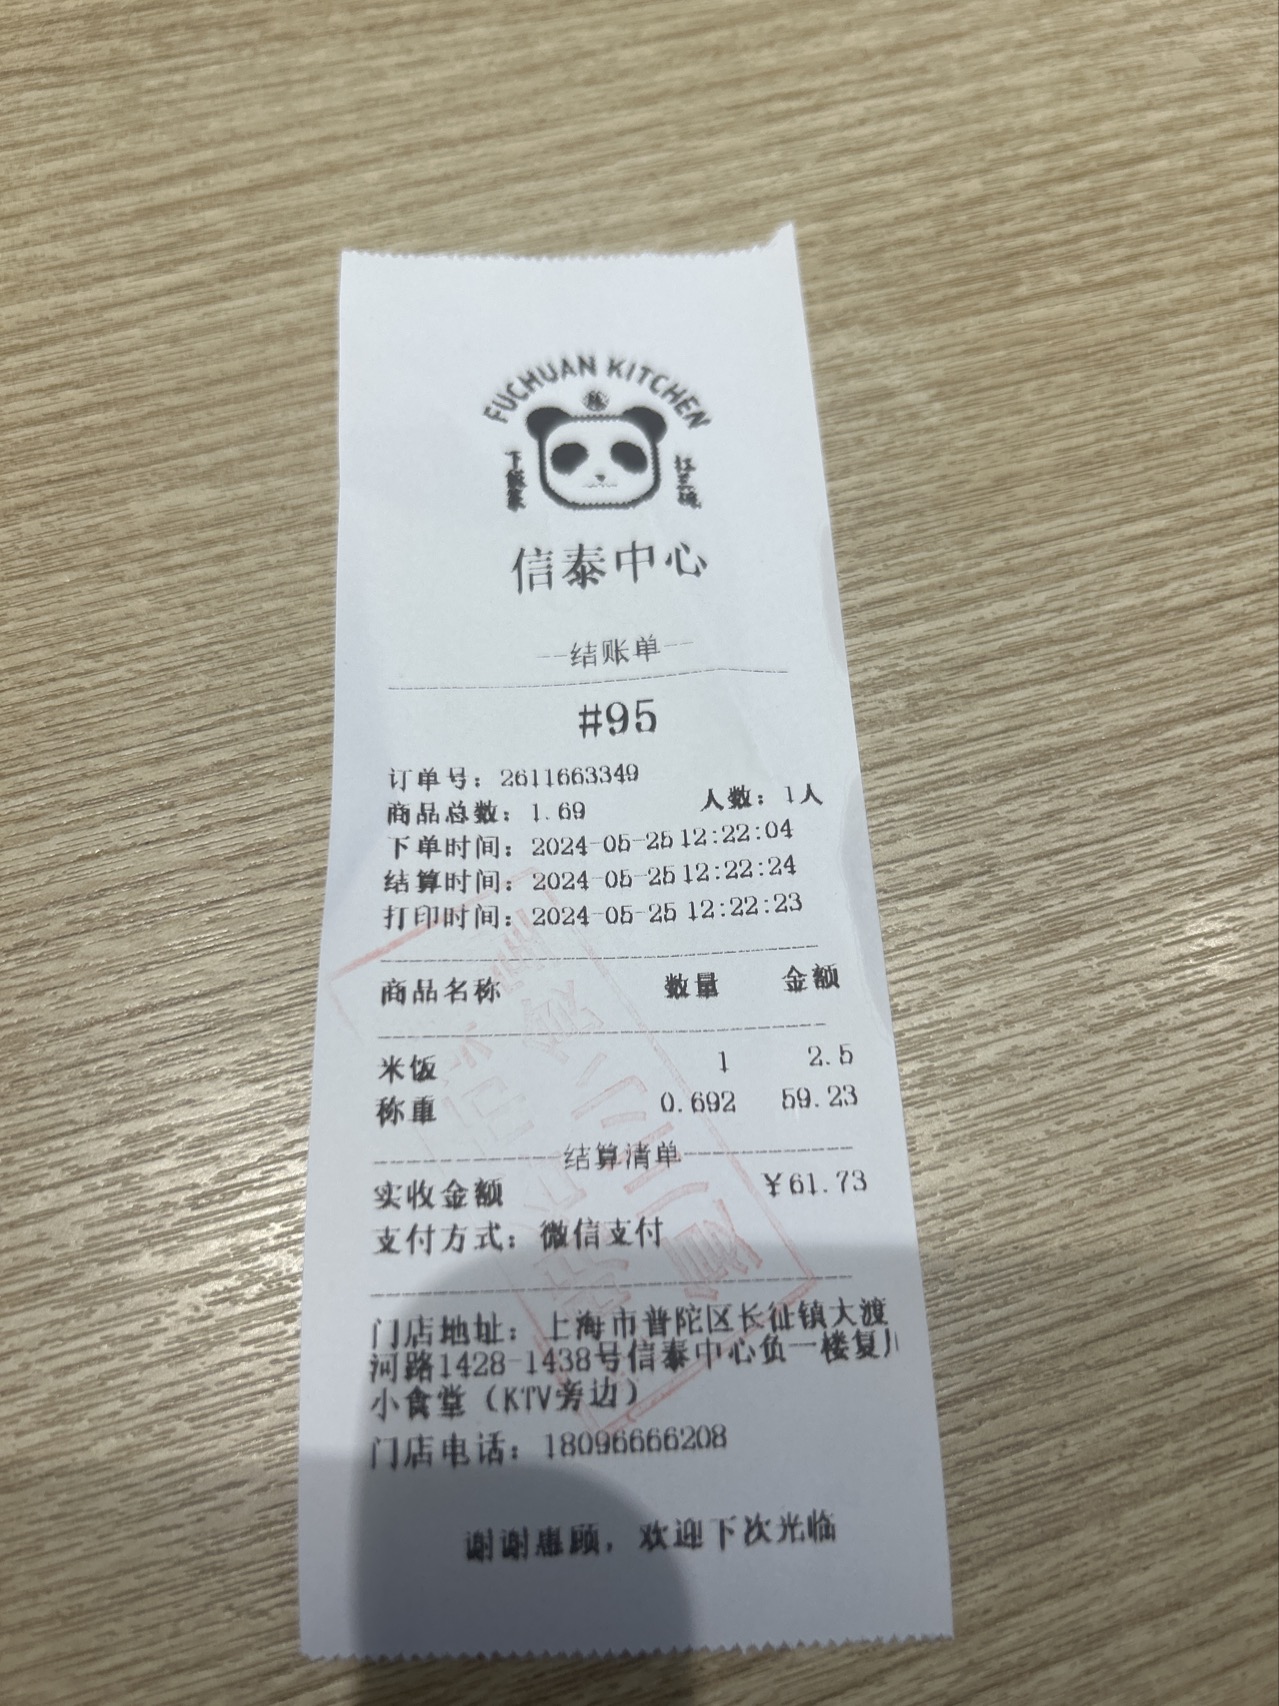 FUCHUAN KITCHEN
信泰中心
--结账单--
#95
订单号：2611663349
商品总数：1.69 人数：1人
下单时间：2024-05-25 12:22:04
结算时间：2024-05-25 12:22:24
打印时间：2024-05-25 12:22:23
商品名称 数量 金额
米饭 1 2.5
称重 0.692 59.23
结算清单
实收金额 ￥61.73
支付方式：微信支付
门店地址：上海市普陀区长征镇大渡
河路1428-1438号信泰中心负一楼复川
小食堂（KTV旁边）
门店电话：18096666208
谢谢惠顾，欢迎下次光临